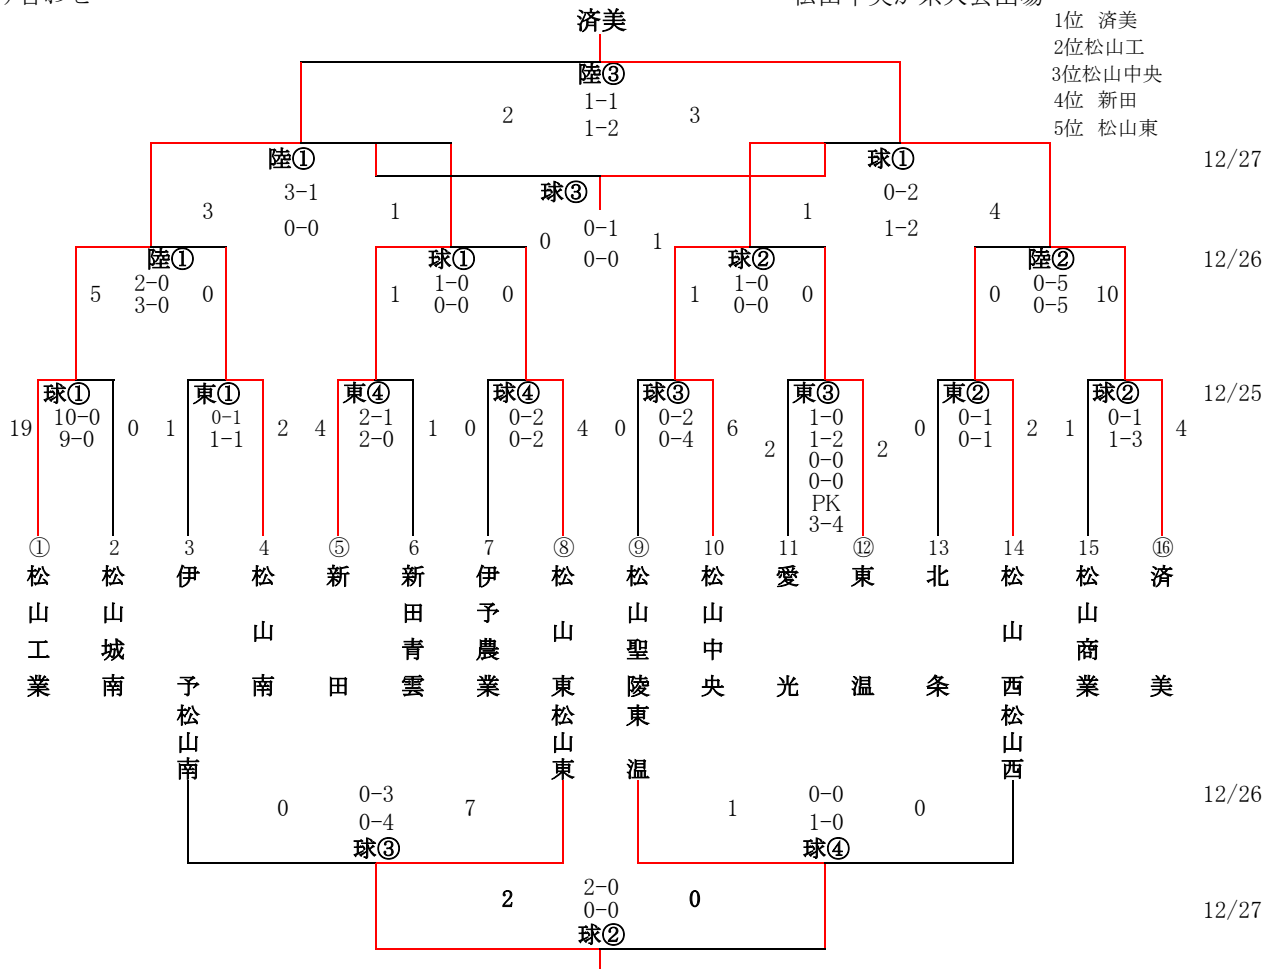 済美
1位 済美
2位松山工
3位松山中央
4位 新田
5位 松山東
陸③
1-1
2 3
1-2
12/27
陸① 球①
3-1 球③ 0-2
3 1 1 4
0-0 0 0-1 1 1-2
0-0
12/26
陸① 球① 球② 陸②
2-0 1-0 1-0 0-5
5 0 1 0 1 0 0 10
3-0 0-0 0-0 0-5
12/25
球① 東① 東④ 球④ 球③ 東③ 東② 球②
10-0 0-1 2-1 0-2 0-2 1-0 0-1 0-1
19 0 1 2 4 1 0 4 0 6 2 2 0 2 1 4
9-0 1-1 2-0 0-2 0-4 1-2 0-1 1-3
0-0
0-0
PK
3-4
① 2 3 4 ⑤ 6 7 ⑧ ⑨ 10 11 ⑫ 13 14 15 ⑯
松山工業
松山城南
伊予
松山南
新田
新田青雲
伊予農業
松山東
松山聖陵
松山中央
愛光
東温
北条
松山西
松山商業
済美
松山南
松山東
東温
松山西
12/26
0-3 0-0
0 7 1 0
0-4 1-0
球③ 球④
2-0
2 0
0-0
12/27
球②